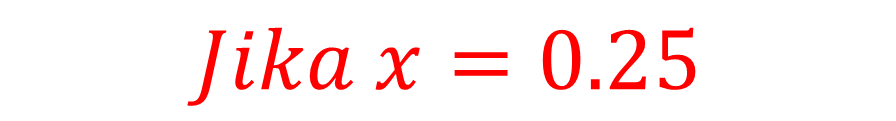 Jika x = 0.25